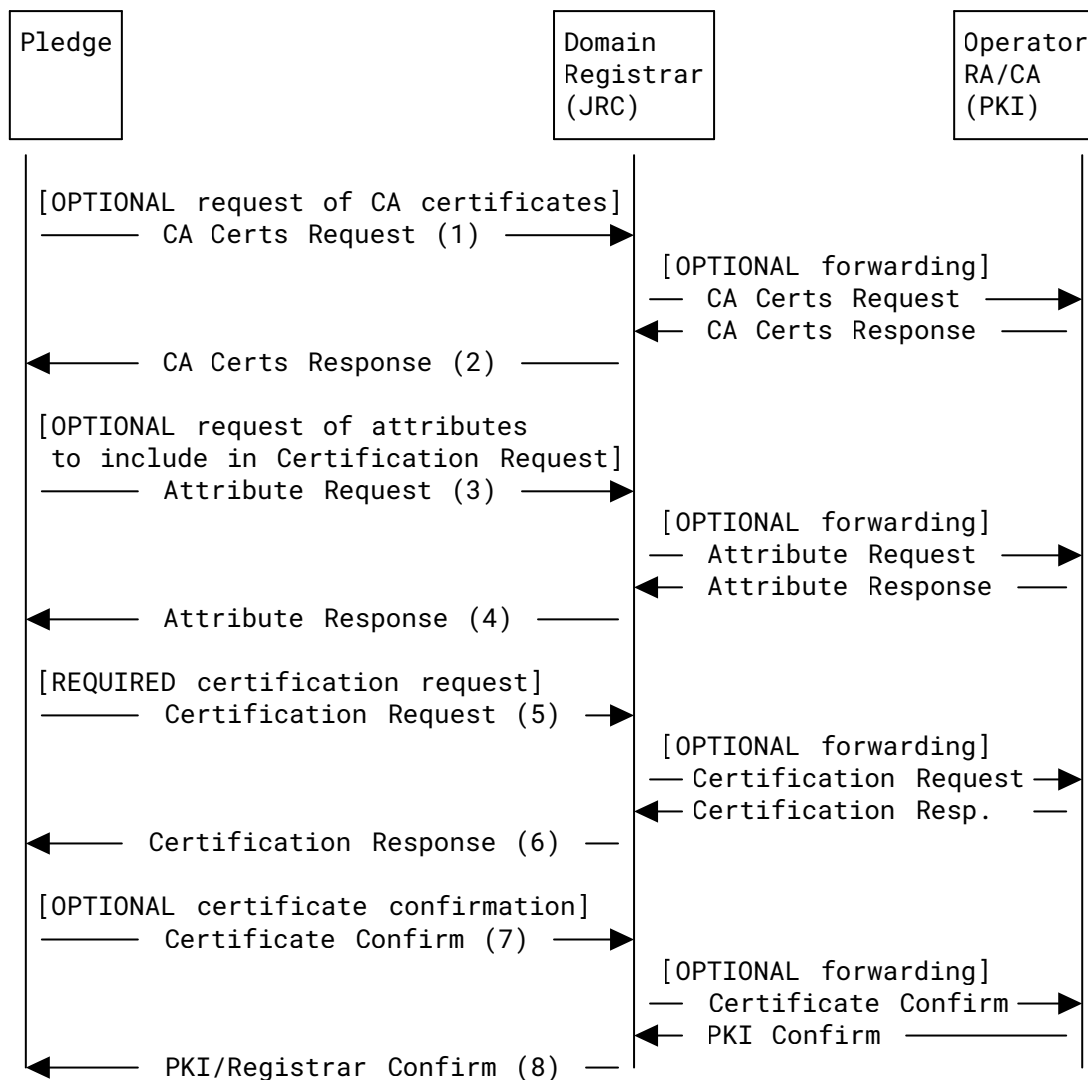 Pledge
Domain
Registrar
(JRC)
Operator
RA/CA
(PKI)
[OPTIONAL request of CA certificates]
CA Certs Request (1)
[OPTIONAL forwarding]
CA Certs Request
CA Certs Response
CA Certs Response (2)
[OPTIONAL request of attributes
to include in Certification Request]
Attribute Request (3)
[OPTIONAL forwarding]
Attribute Request
Attribute Response
Attribute Response (4)
[REQUIRED certification request]
Certification Request (5)
[OPTIONAL forwarding]
Certification Request
Certification Resp.
Certification Response (6)
[OPTIONAL certificate confirmation]
Certificate Confirm (7)
[OPTIONAL forwarding]
Certificate Confirm
PKI Confirm
PKI/Registrar Confirm (8)